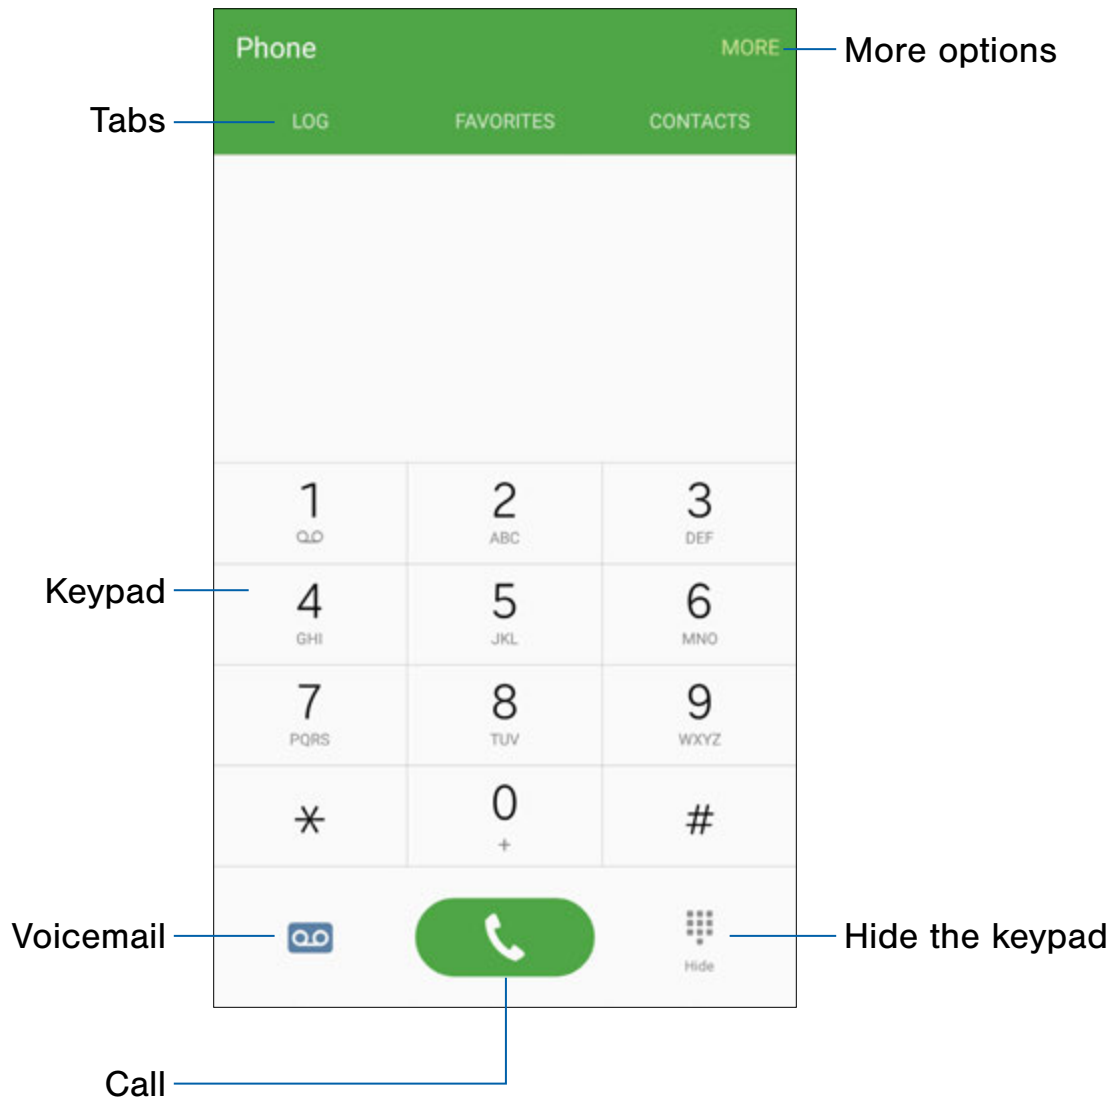 Phone MORE More options
Tabs LOG FAVORITES CONTACTS
1 2 3
ABC DEF
Keypad 4 5 6
GHI JKL MNO
7 8 9
PQRS TUV WXYZ
* 0 #
+
Voicemail Hide the keypad
Hide
Call